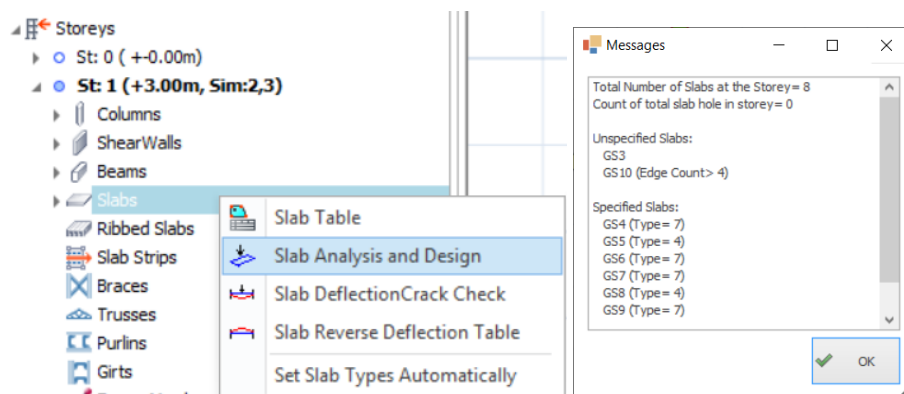 Storeys
St: 0 ( +-0.00m)
St: 1 (+3.00m, Sim:2,3)
Columns
ShearWalls
Beams
Slabs
Ribbed Slabs
Slab Strips
Braces
Trusses
Purlins
Girts
Slab Table
Slab Analysis and Design
Slab DeflectionCrack Check
Slab Reverse Deflection Table
Set Slab Types Automatically
Messages
Total Number of Slabs at the Storey= 8
Count of total slab hole in storey= 0
Unspecified Slabs:
GS3
GS10 (Edge Count> 4)
Specified Slabs:
GS4 (Type= 7)
GS5 (Type= 4)
GS6 (Type= 7)
GS7 (Type= 7)
GS8 (Type= 4)
GS9 (Type= 7)
OK